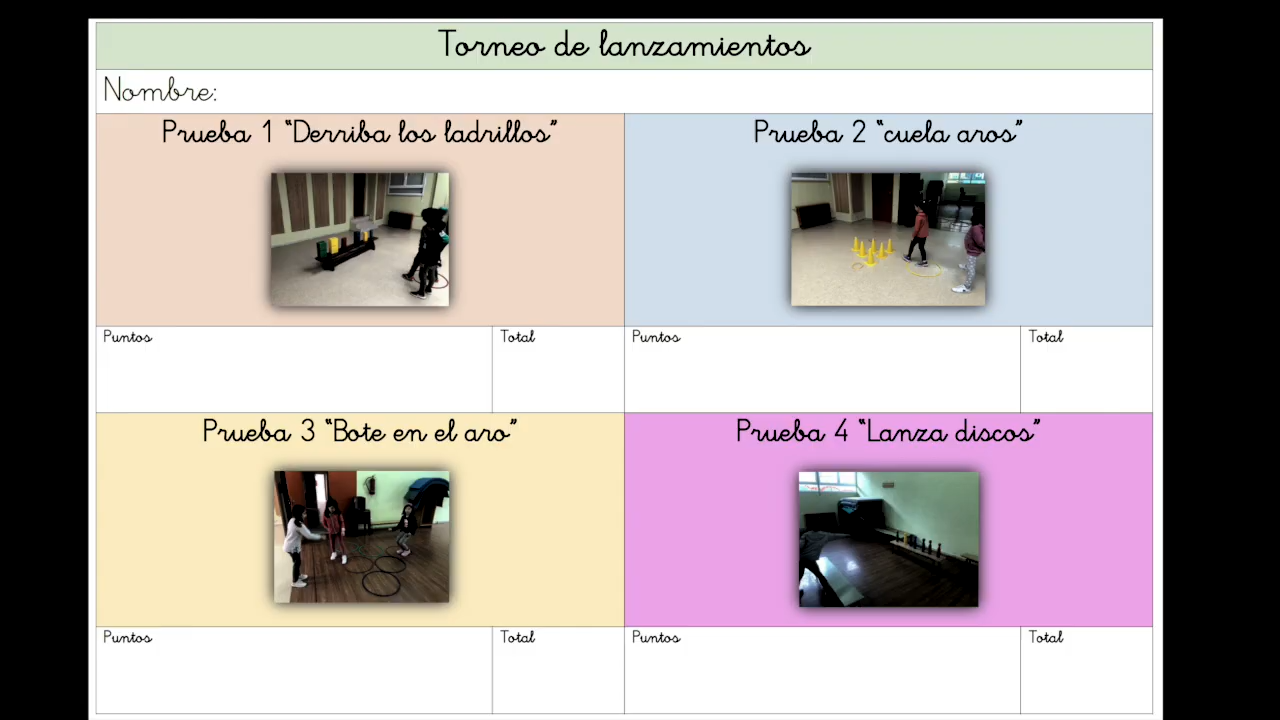 Torneo de lanzamientos
Nombre:
Prueba 1 “Derriba los ladrillos”
Prueba 2 “cuela aros”
Puntos
Total
Puntos
Total
Prueba 3 “Bote en el aro”
Prueba 4 “Lanza discos”
Puntos
Total
Puntos
Total